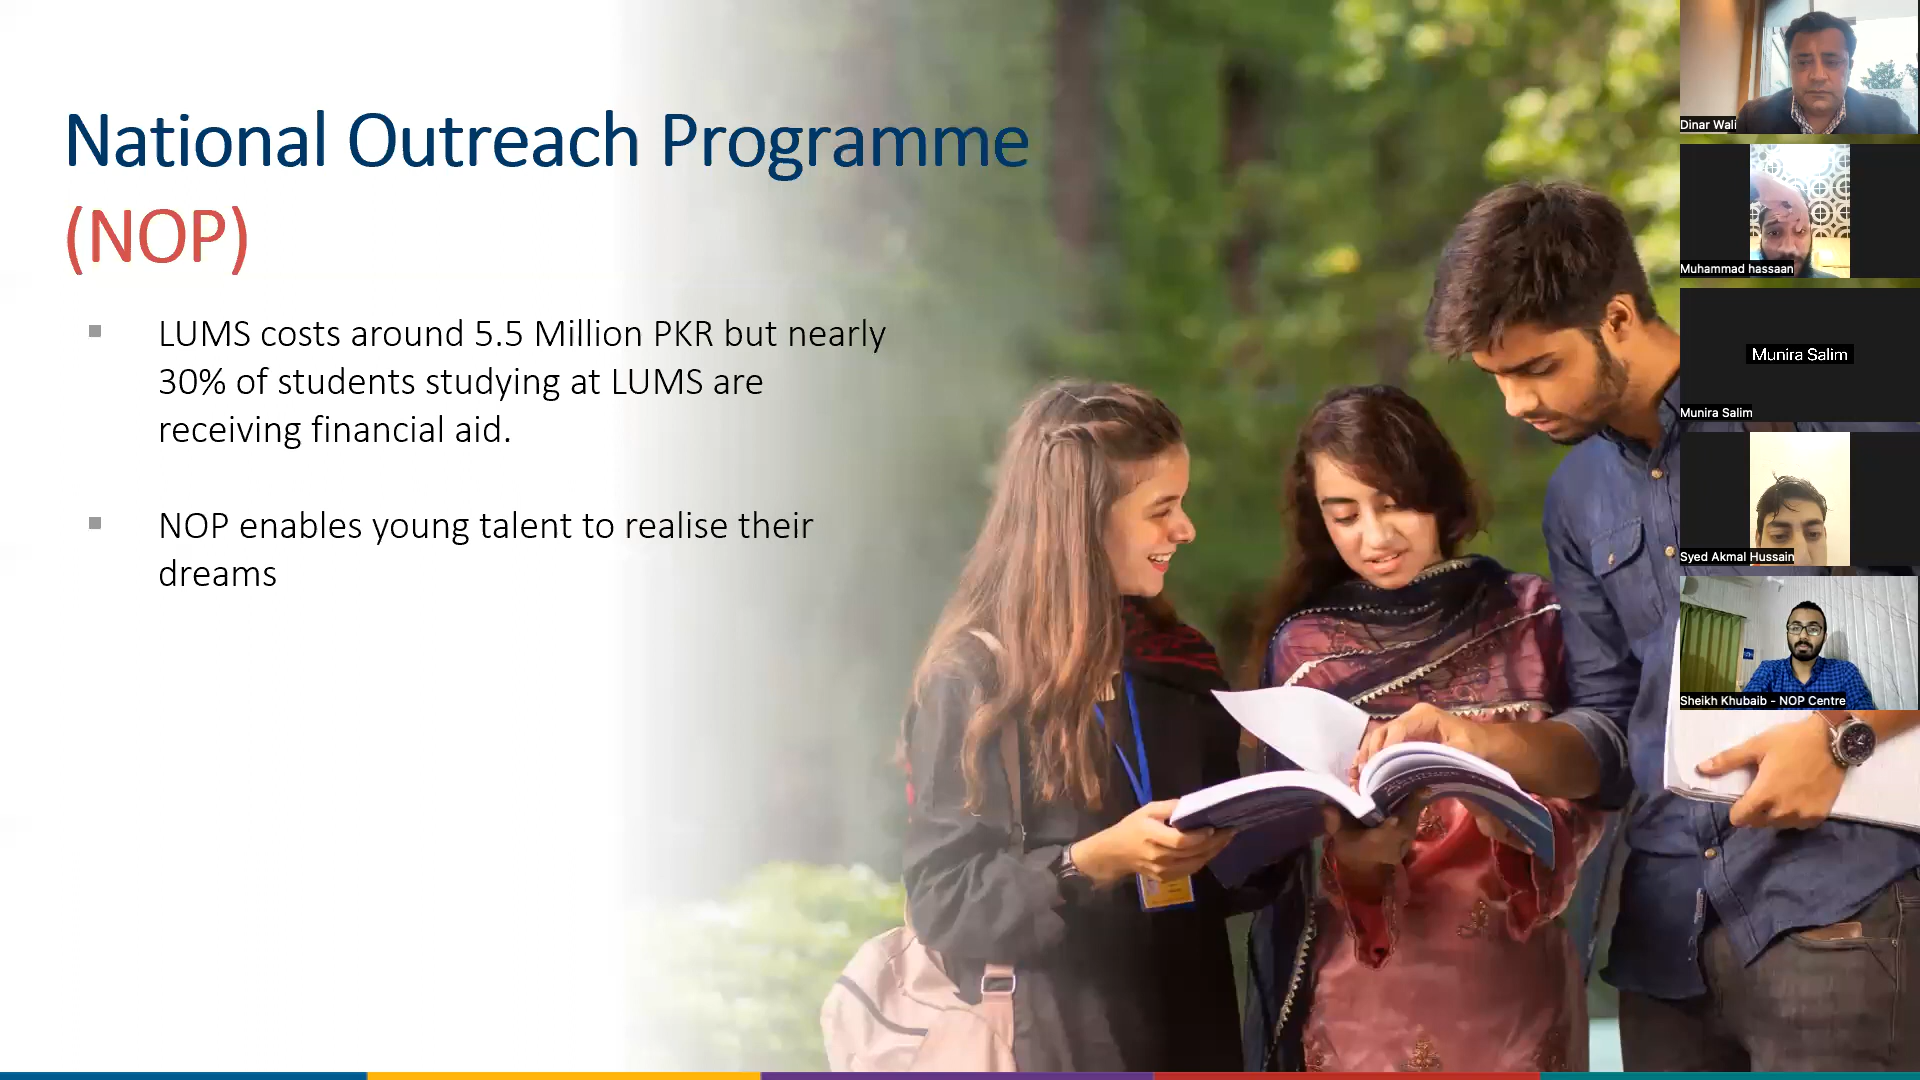 National Outreach Programme
(NOP)
LUMS costs around 5.5 Million PKR but nearly
30% of students studying at LUMS are
receiving financial aid.
NOP enables young talent to realise their
dreams
Dinar Wali
Muhammad hassaan
Munira Salim
Munira Salim
Syed Akmal Hussain
Sheikh Khubaib - NOP Centre